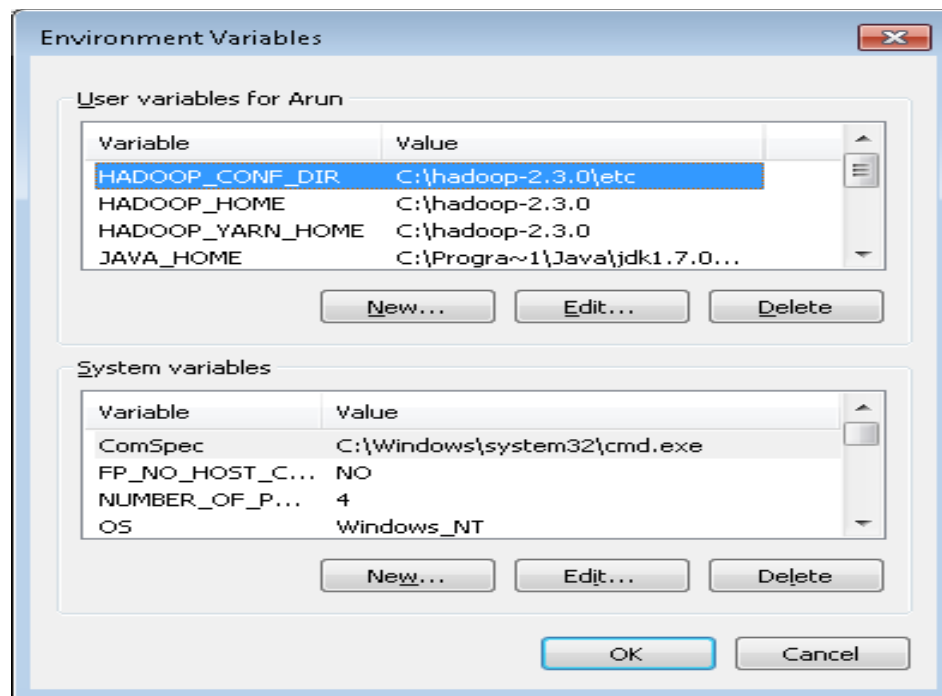 Environment Variables
User variables for Arun
Variable Value
HADOOP_CONF_DIR C:\hadoop-2.3.0\etc
HADOOP_HOME C:\hadoop-2.3.0
HADOOP_YARN_HOME C:\hadoop-2.3.0
JAVA_HOME C:\Progra~1\Java\jdk1.7.0...
New... Edit... Delete
System variables
Variable Value
ComSpec C:\Windows\system32\cmd.exe
FP_NO_HOST_C... NO
NUMBER_OF_P... 4
OS Windows_NT
New... Edit... Delete
OK Cancel